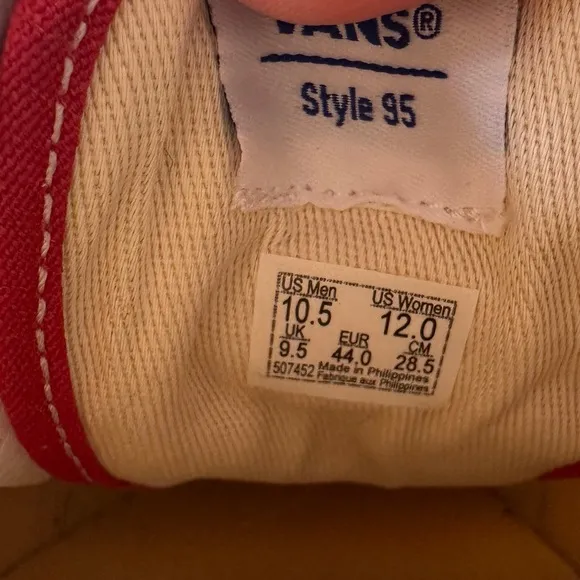 VANS®
Style 95
US Men US Women
10.5 12.0
UK EUR CM
9.5 44.0 28.5
507452 Made in Philippines
Fabrique aux Philippines